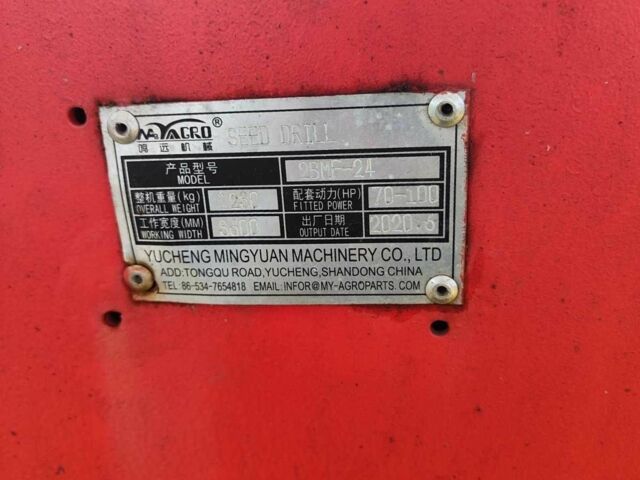 MY AGRO ® SEED DRILL
鸣远机械
产品型号 2BMF-24
MODEL
整机重量(kg) 配套动力(HP) 70-100
OVERALL WEIGHT FITTED POWER
工作宽度(MM) 出厂日期 2020.6
WORKING WIDTH OUTPUT DATE
YUCHENG MINGYUAN MACHINERY CO., LTD
ADD:TONGQU ROAD,YUCHENG,SHANDONG CHINA
TEL:86-534-7654818 EMAIL:INFOR@MY-AGROPARTS.COM